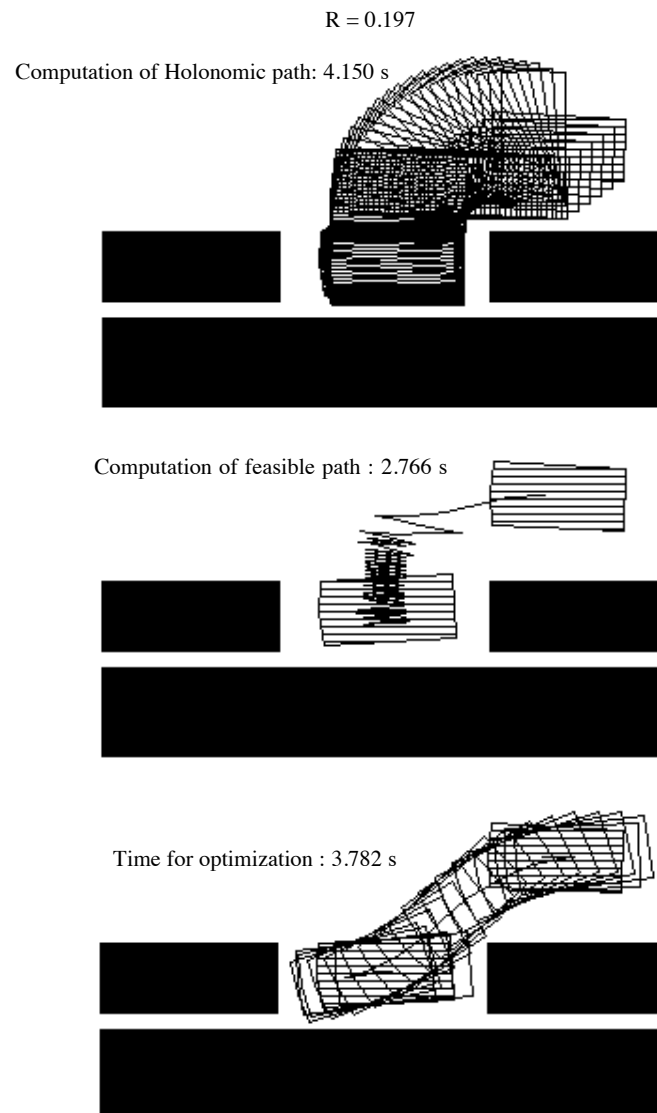 R = 0.197
Computation of Holonomic path: 4.150 s
Computation of feasible path : 2.766 s
Time for optimization : 3.782 s